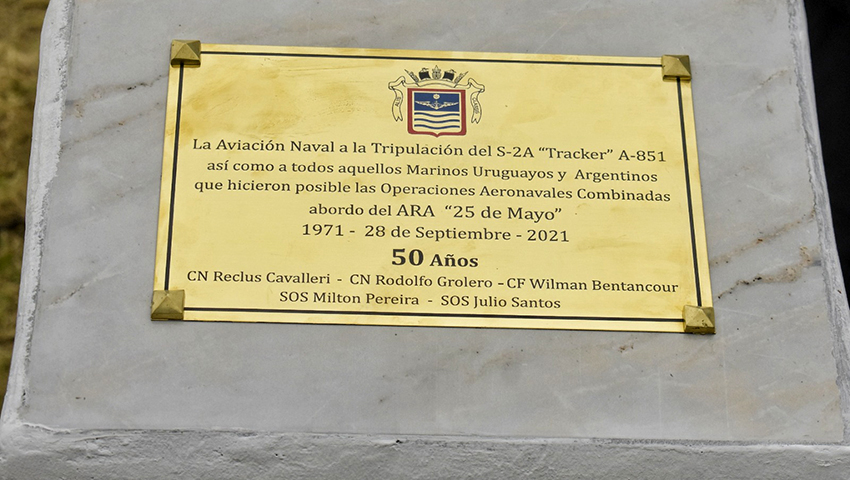 La Aviación Naval a la Tripulación del S-2A “Tracker” A-851
así como a todos aquellos Marinos Uruguayos y Argentinos
que hicieron posible las Operaciones Aeronavales Combinadas
abordo del ARA “25 de Mayo”
1971 - 28 de Septiembre - 2021
50 Años
CN Reclus Cavalleri - CN Rodolfo Grolero - CF Wilman Bentancour
SOS Milton Pereira - SOS Julio Santos